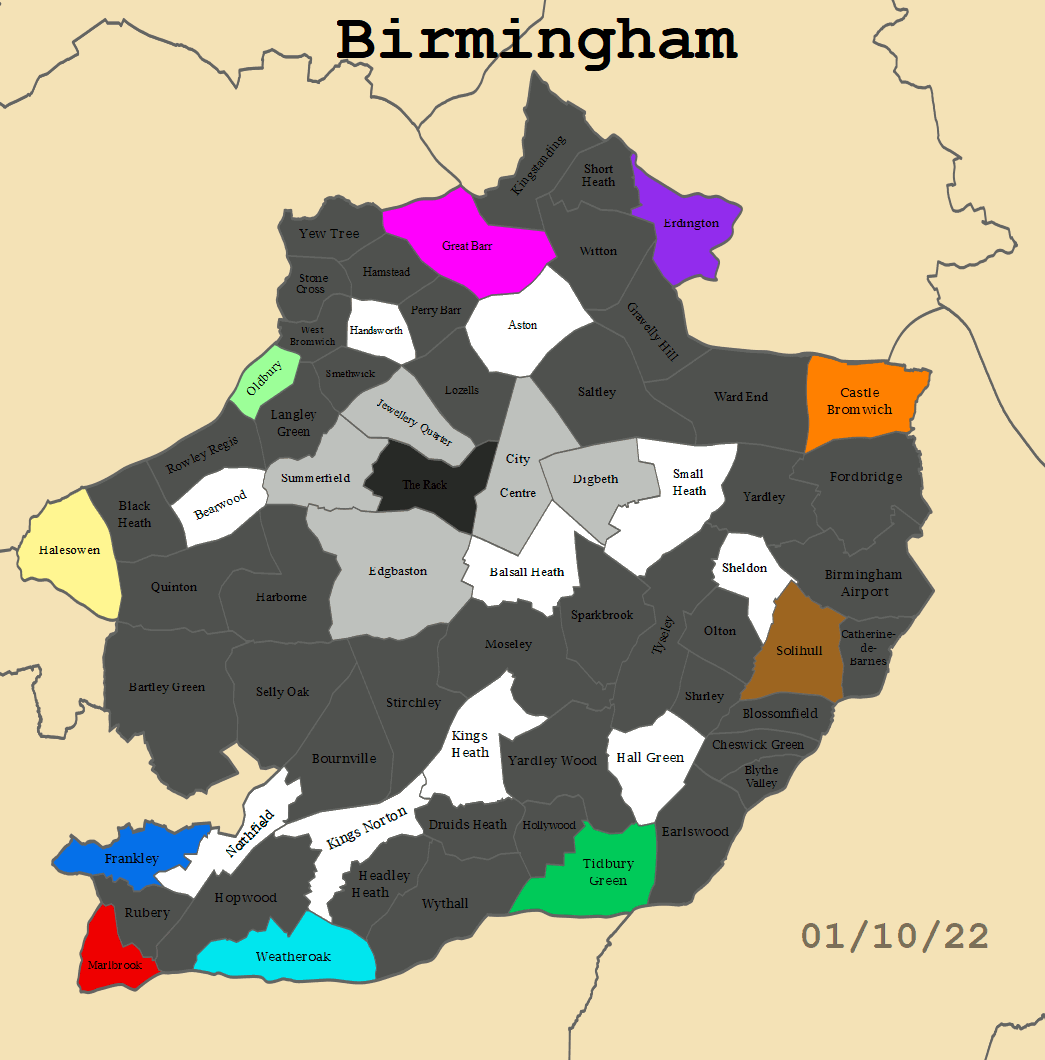 Birmingham
Kingstanding
Short
Heath
Erdington
Yew Tree
Great Barr
Witton
Hamstead
Stone
Cross
Perry Barr
Aston
Gravelly Hill
West
Bromwich
Handsworth
Oldbury
Smethwick
Lozells
Saltley
Ward End
Castle
Bromwich
Langley
Green
Jewellery Quarter
Rowley Regis
City
Centre
Summerfield
The Rack
Digbeth
Small
Heath
Fordbridge
Yardley
Black
Heath
Bearwood
Halesowen
Edgbaston
Balsall Heath
Sheldon
Birmingham
Airport
Quinton
Harborne
Sparkbrook
Tyseley
Olton
Moseley
Solihull
Catherine-
de-
Barnes
Bartley Green
Selly Oak
Stirchley
Shirley
Blossomfield
Kings
Heath
Cheswick Green
Bournville
Yardley Wood
Hall Green
Blythe
Valley
Northfield
Kings Norton
Druids Heath
Hollywood
Earlswood
Frankley
Tidbury
Green
Headley
Heath
Hopwood
Wythall
Rubery
Weatheroak
Marlbrook
01/10/22